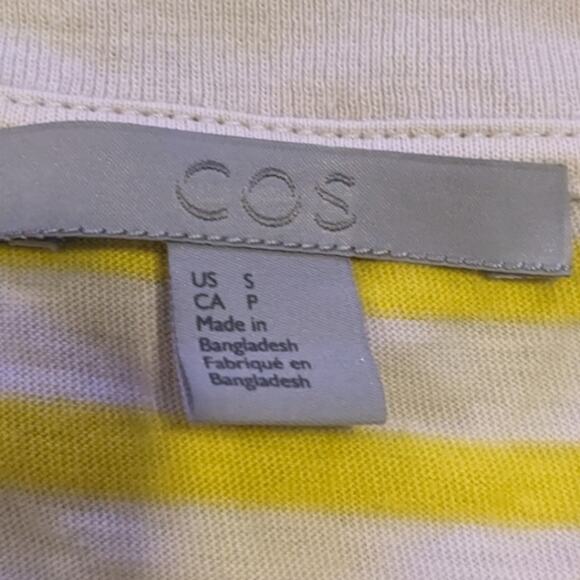 COS
US S
CA P
Made in
Bangladesh
Fabriqué en
Bangladesh